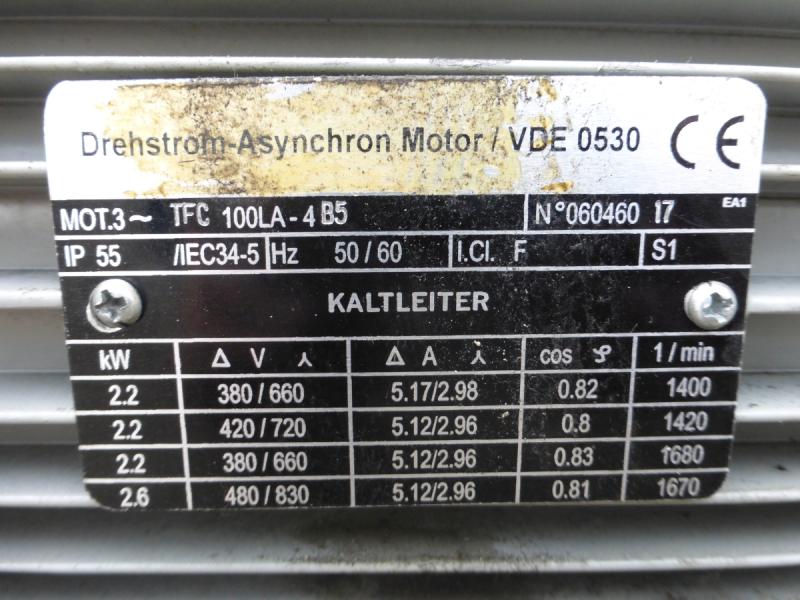 Drehstrom-Asynchron Motor / VDE 0530 CE
MOT.3~ TFC 100LA-4 B5 N°060460 17 EA1
IP 55 /IEC34-5 Hz 50/60 I.Cl. F S1
KALTLEITER
kW Δ V ⅄ Δ A ⅄ cos φ 1/min
2.2 380/660 5.17/2.98 0.82 1400
2.2 420/720 5.12/2.96 0.8 1420
2.2 380/660 5.12/2.96 0.83 1680
2.6 480/830 5.12/2.96 0.81 1670